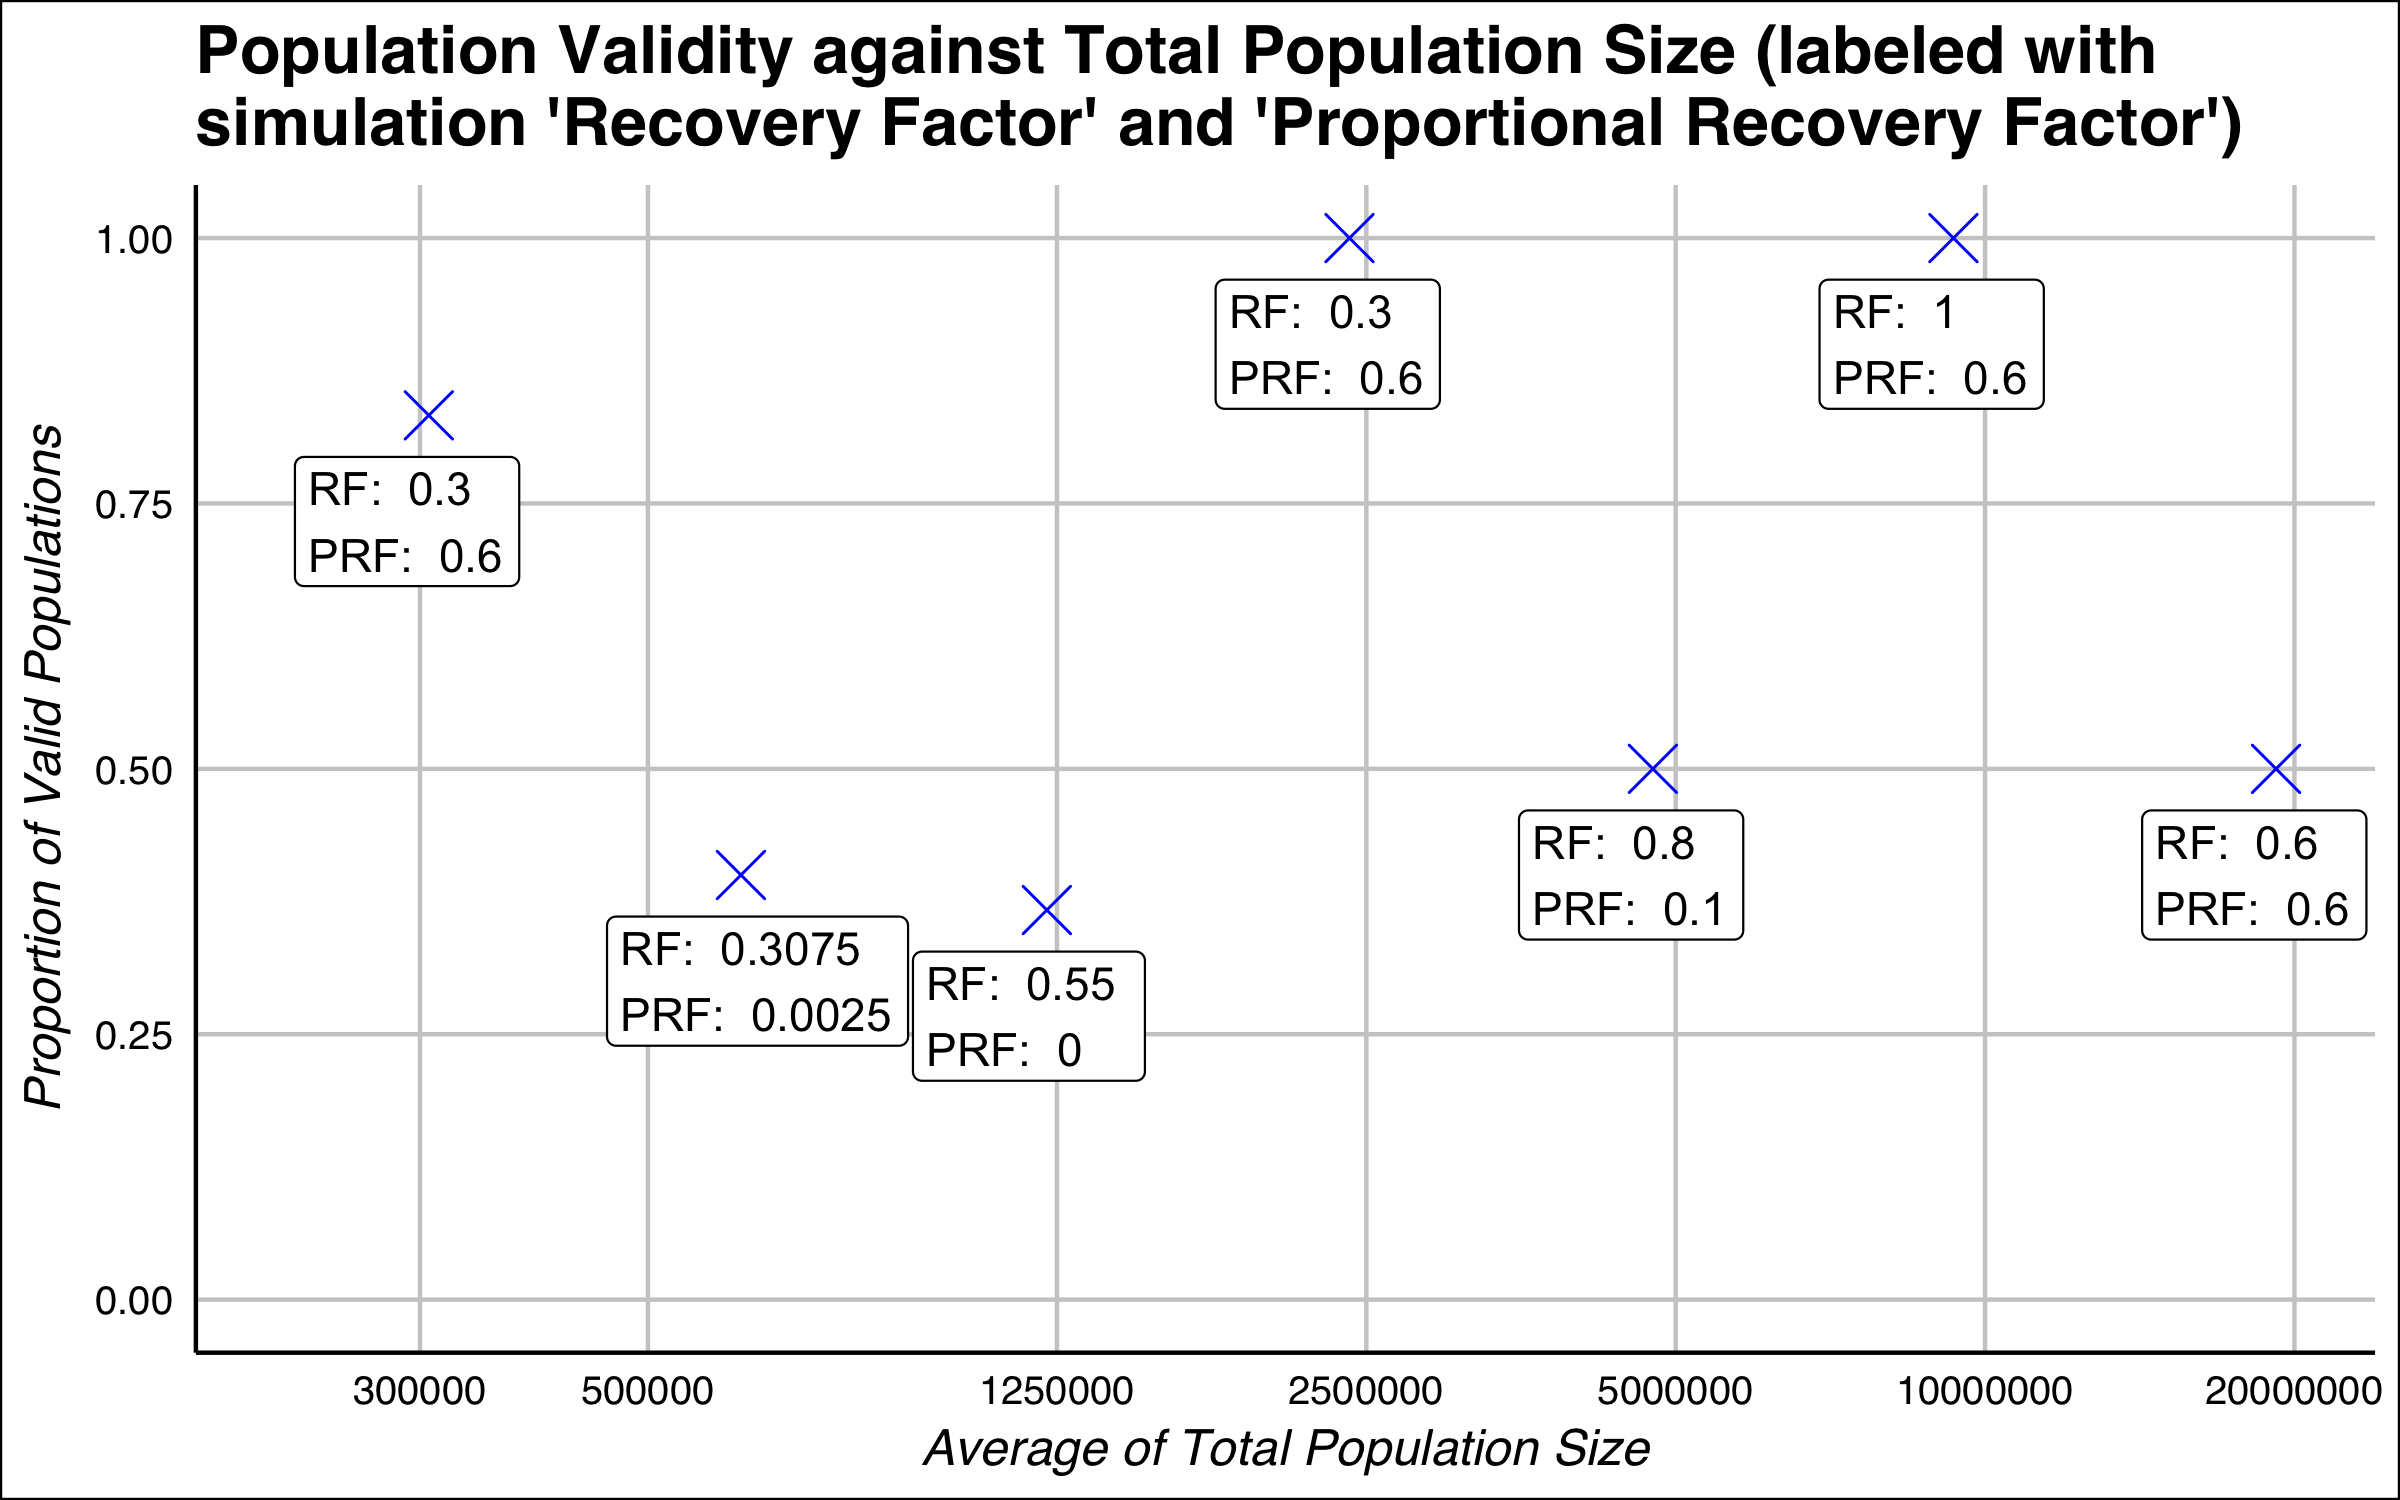 Population Validity against Total Population Size (labeled with
simulation 'Recovery Factor' and 'Proportional Recovery Factor')
Proportion of Valid Populations
1.00
0.75
0.50
0.25
0.00
RF: 0.3
PRF: 0.6
RF: 0.3075
PRF: 0.0025
RF: 0.55
PRF: 0
RF: 0.3
PRF: 0.6
RF: 0.8
PRF: 0.1
RF: 1
PRF: 0.6
RF: 0.6
PRF: 0.6
300000 500000 1250000 2500000 5000000 10000000 20000000
Average of Total Population Size